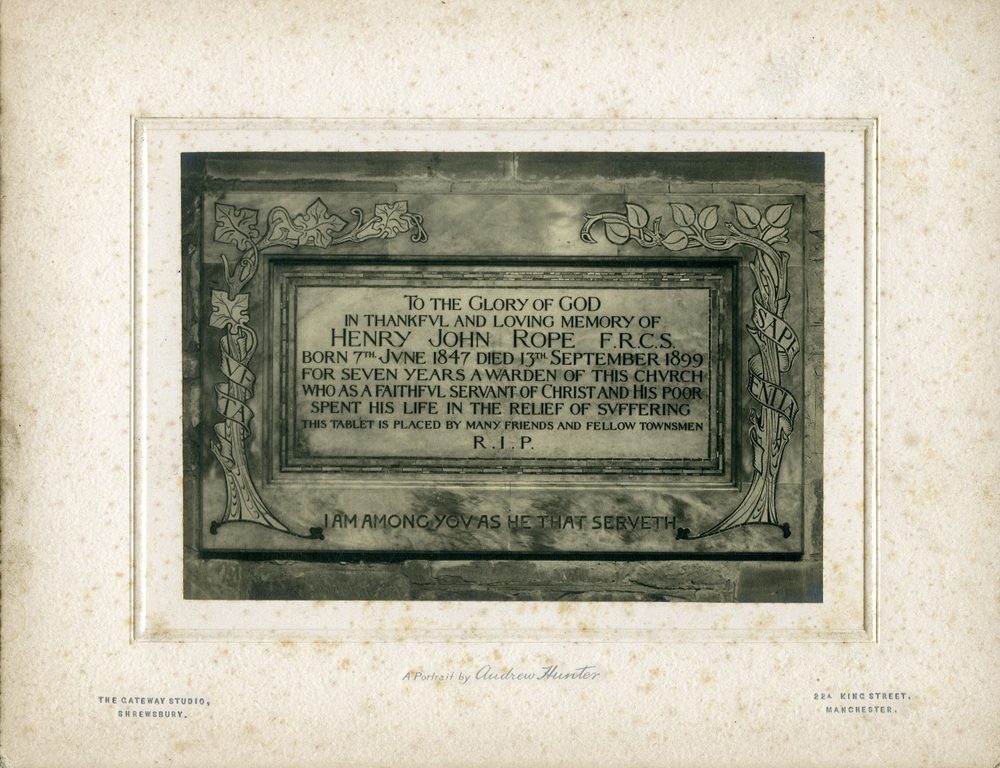 TO THE GLORY OF GOD
IN THANKFVL AND LOVING MEMORY OF
HENRY JOHN ROPE F.R.C.S.
BORN 7TH. JVNE 1847 DIED 13TH. SEPTEMBER 1899
FOR SEVEN YEARS A WARDEN OF THIS CHVRCH
WHO AS A FAITHFVL SERVANT OF CHRIST AND HIS POOR
SPENT HIS LIFE IN THE RELIEF OF SVFFERING
THIS TABLET IS PLACED BY MANY FRIENDS AND FELLOW TOWNSMEN
R.I.P.
VE
TA
SAPI
ENTIA
I AM AMONG YOV AS HE THAT SERVETH
A Portrait by Andrew Hunter
THE GATEWAY STUDIO,
SHREWSBURY.
22A KING STREET.
MANCHESTER.